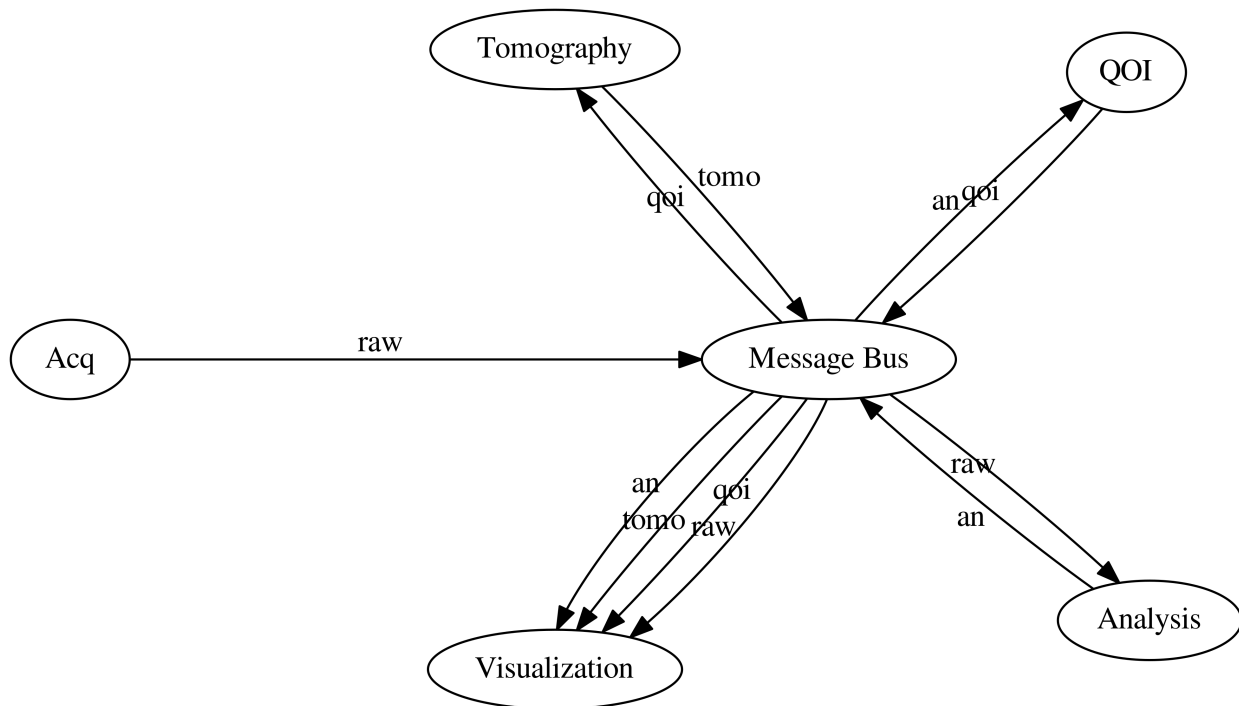 Tomography
QOI
tomo
qoi
an
qoi
raw
Acq
Message Bus
raw
an
qoi
tomo
raw
an
Analysis
Visualization